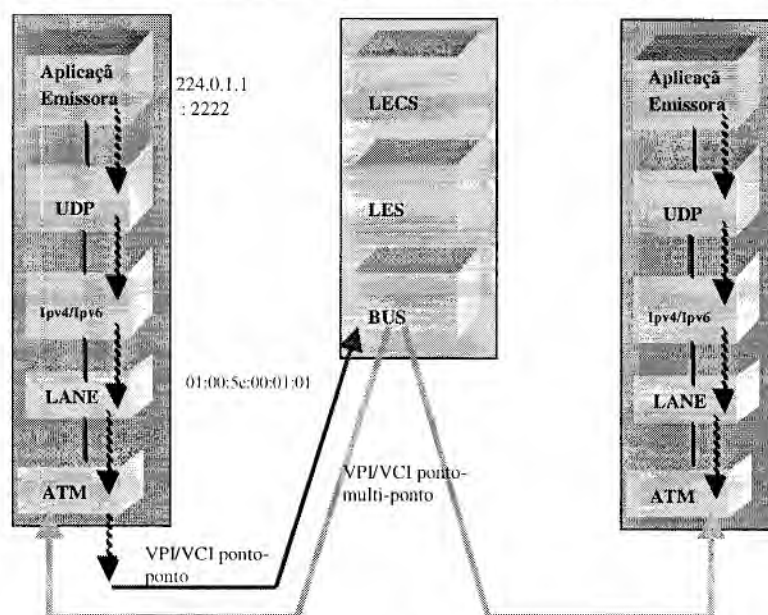 Aplicaçã
Emissora
UDP
Ipv4/Ipv6
LANE
ATM
224.0.1.1
: 2222
01:00:5e:00:01:01
VPI/VCI ponto-
ponto
LECS
LES
BUS
VPI/VCI ponto-
multi-ponto
Aplicaçã
Emissora
UDP
Ipv4/Ipv6
LANE
ATM